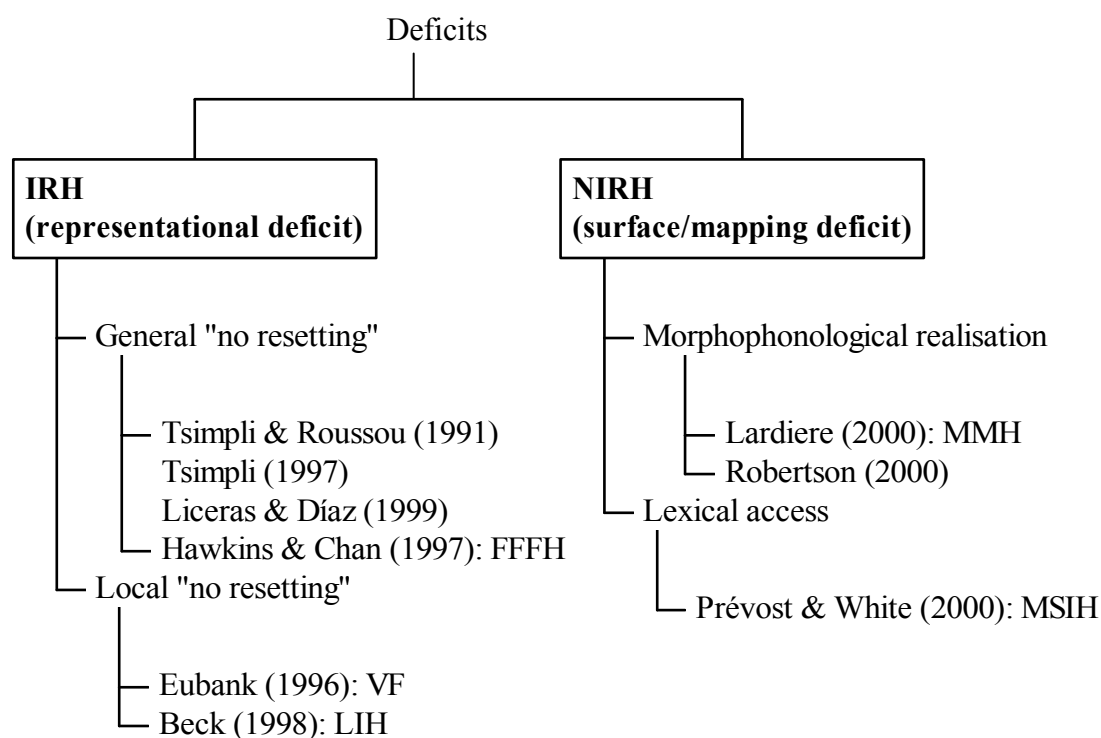 Deficits
IRH
(representational deficit)
General "no resetting"
Tsimpli & Roussou (1991)
Tsimpli (1997)
Liceras & Díaz (1999)
Hawkins & Chan (1997): FFFH
Local "no resetting"
Eubank (1996): VF
Beck (1998): LIH
NIRH
(surface/mapping deficit)
Morphophonological realisation
Lardiere (2000): MMH
Robertson (2000)
Lexical access
Prévost & White (2000): MSIH